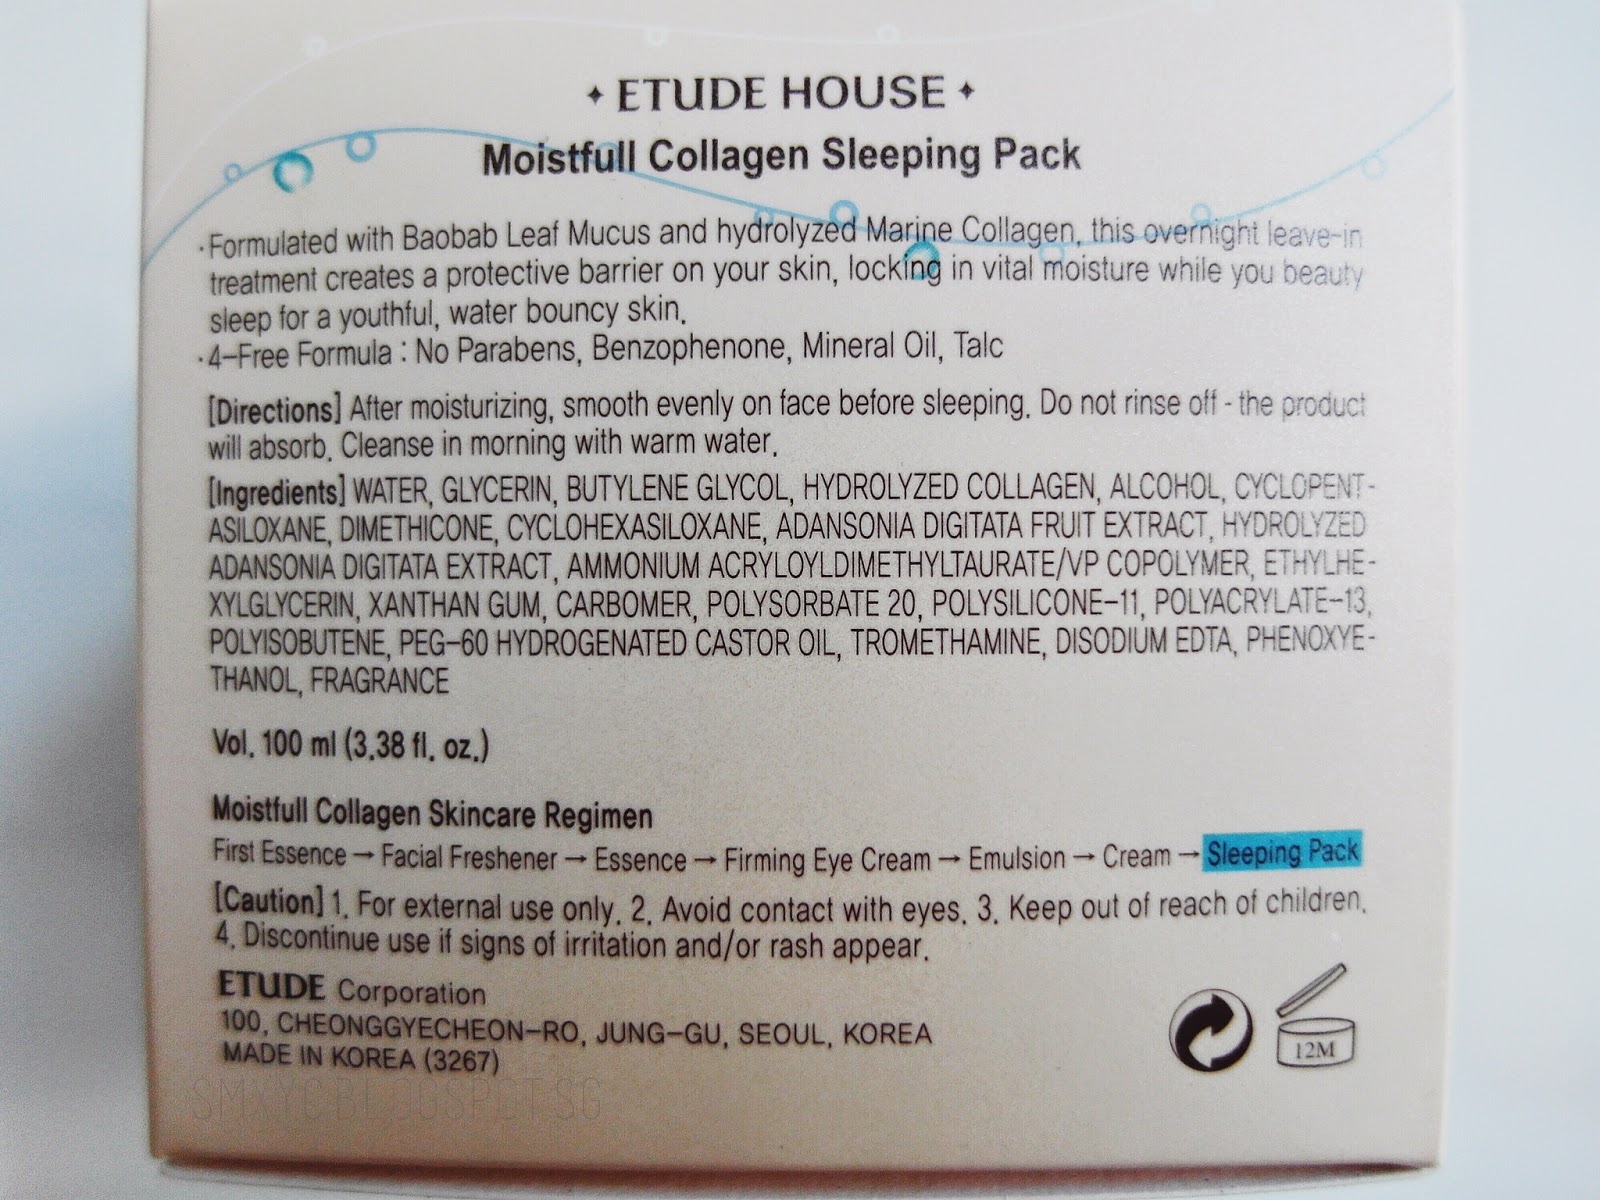 ETUDE HOUSE
Moistfull Collagen Sleeping Pack
·Formulated with Baobab Leaf Mucus and hydrolyzed Marine Collagen, this overnight leave-in
treatment creates a protective barrier on your skin, locking in vital moisture while you beauty
sleep for a youthful, water bouncy skin.
·4-Free Formula : No Parabens, Benzophenone, Mineral Oil, Talc
[Directions] After moisturizing, smooth evenly on face before sleeping. Do not rinse off - the product
will absorb. Cleanse in morning with warm water.
[Ingredients] WATER, GLYCERIN, BUTYLENE GLYCOL, HYDROLYZED COLLAGEN, ALCOHOL, CYCLOPENT-
ASILOXANE, DIMETHICONE, CYCLOHEXASILOXANE, ADANSONIA DIGITATA FRUIT EXTRACT, HYDROLYZED
ADANSONIA DIGITATA EXTRACT, AMMONIUM ACRYLOYLDIMETHYLTAURATE/VP COPOLYMER, ETHYLHE-
XYLGLYCERIN, XANTHAN GUM, CARBOMER, POLYSORBATE 20, POLYSILICONE-11, POLYACRYLATE-13,
POLYISOBUTENE, PEG-60 HYDROGENATED CASTOR OIL, TROMETHAMINE, DISODIUM EDTA, PHENOXYE-
THANOL, FRAGRANCE
Vol. 100 ml (3.38 fl. oz.)
Moistfull Collagen Skincare Regimen
First Essence → Facial Freshener → Essence → Firming Eye Cream → Emulsion → Cream → Sleeping Pack
[Caution] 1. For external use only. 2. Avoid contact with eyes. 3. Keep out of reach of children.
4. Discontinue use if signs of irritation and/or rash appear.
ETUDE Corporation
100, CHEONGGYECHEON-RO, JUNG-GU, SEOUL, KOREA
MADE IN KOREA (3267)
12M
SMXYC.BLOGSPOT.SG